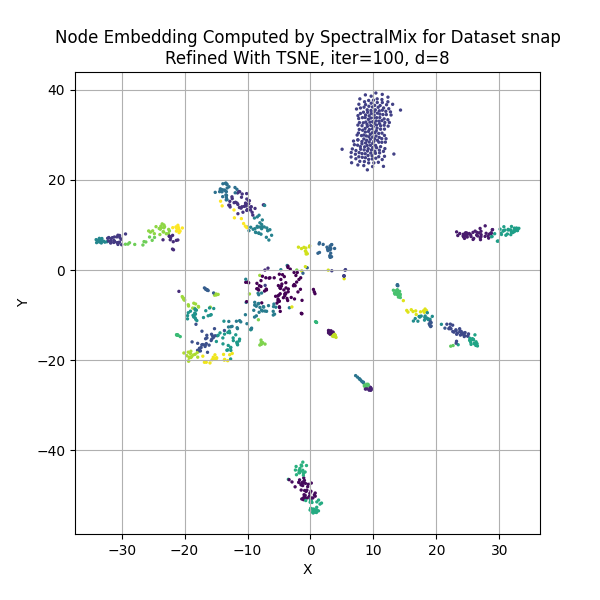 Node Embedding Computed by SpectralMix for Dataset snap
Refined With TSNE, iter=100, d=8
40
20
0
−20
−40
Y
−30 −20 −10 0 10 20 30
X